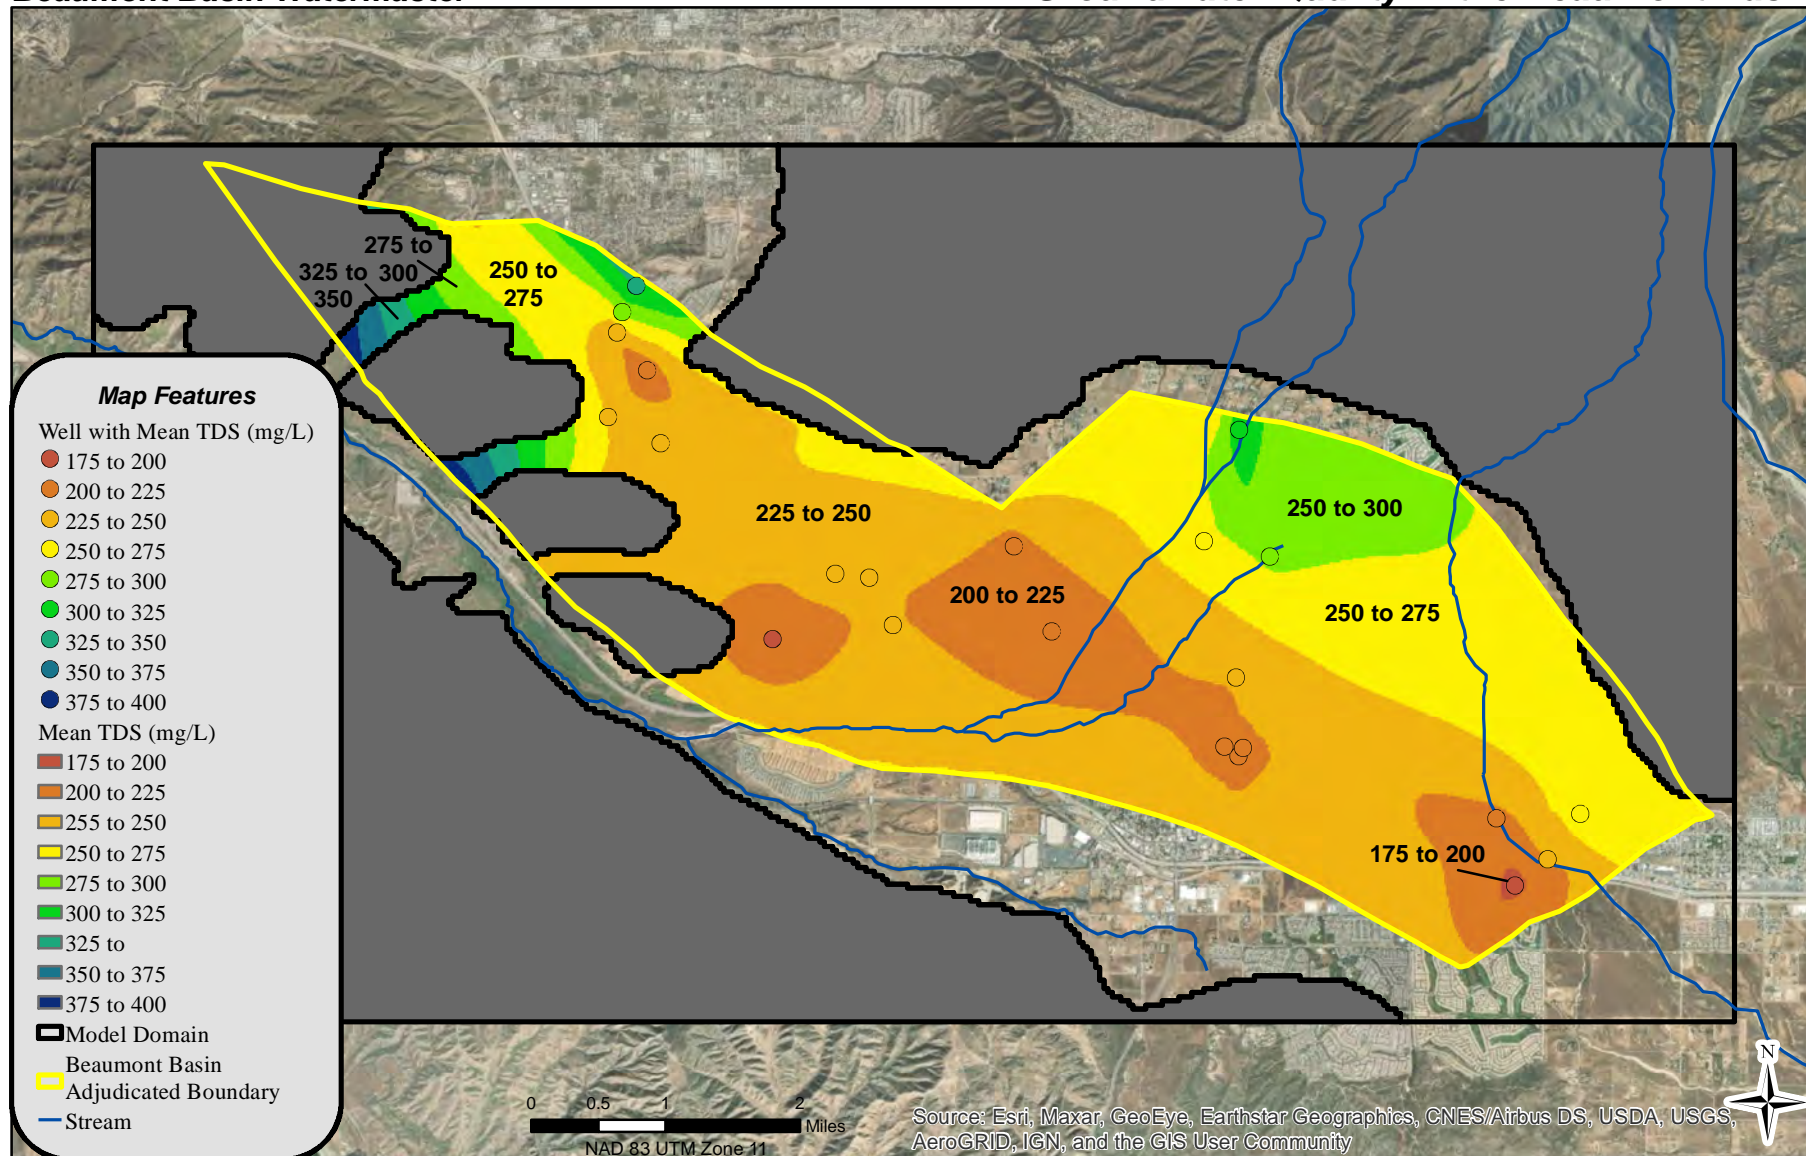 Beaumont Basin Watermaster
275 to
300
325 to
350
250 to
275
225 to 250
200 to 225
250 to 300
250 to 275
175 to 200
Map Features
Well with Mean TDS (mg/L)
175 to 200
200 to 225
225 to 250
250 to 275
275 to 300
300 to 325
325 to 350
350 to 375
375 to 400
Mean TDS (mg/L)
175 to 200
200 to 225
255 to 250
250 to 275
275 to 300
300 to 325
325 to
350 to 375
375 to 400
Model Domain
Beaumont Basin
Adjudicated Boundary
Stream
0 0.5 1 2
Miles
NAD 83 UTM Zone 11
Source: Esri, Maxar, GeoEye, Earthstar Geographics, CNES/Airbus DS, USDA, USGS,
AeroGRID, IGN, and the GIS User Community
N